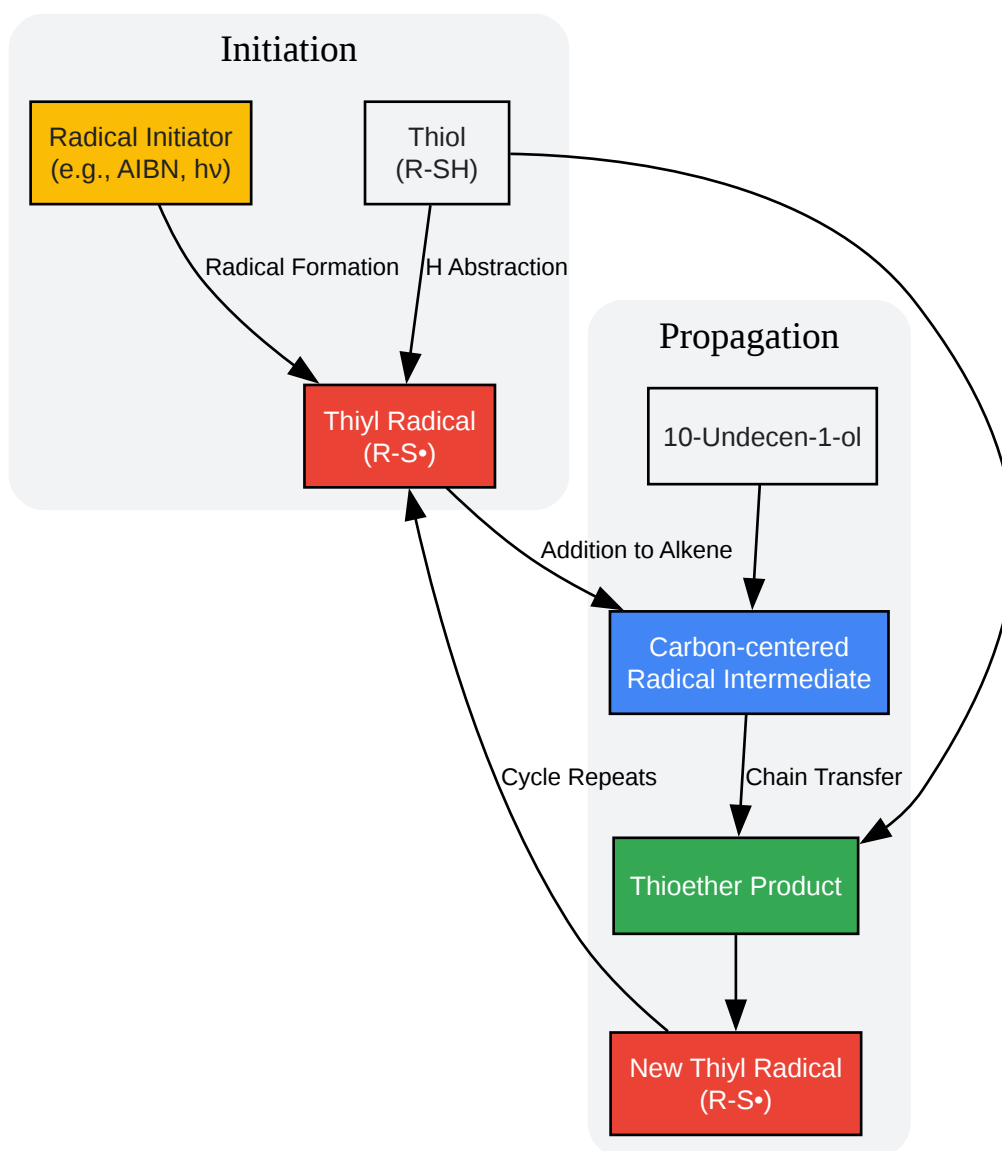 Initiation
Radical Initiator
(e.g., AIBN, hν)
Thiol
(R-SH)
Radical Formation
H Abstraction
Thiyl Radical
(R-S•)
Propagation
10-Undecen-1-ol
Addition to Alkene
Carbon-centered
Radical Intermediate
Cycle Repeats
Chain Transfer
Thioether Product
New Thiyl Radical
(R-S•)